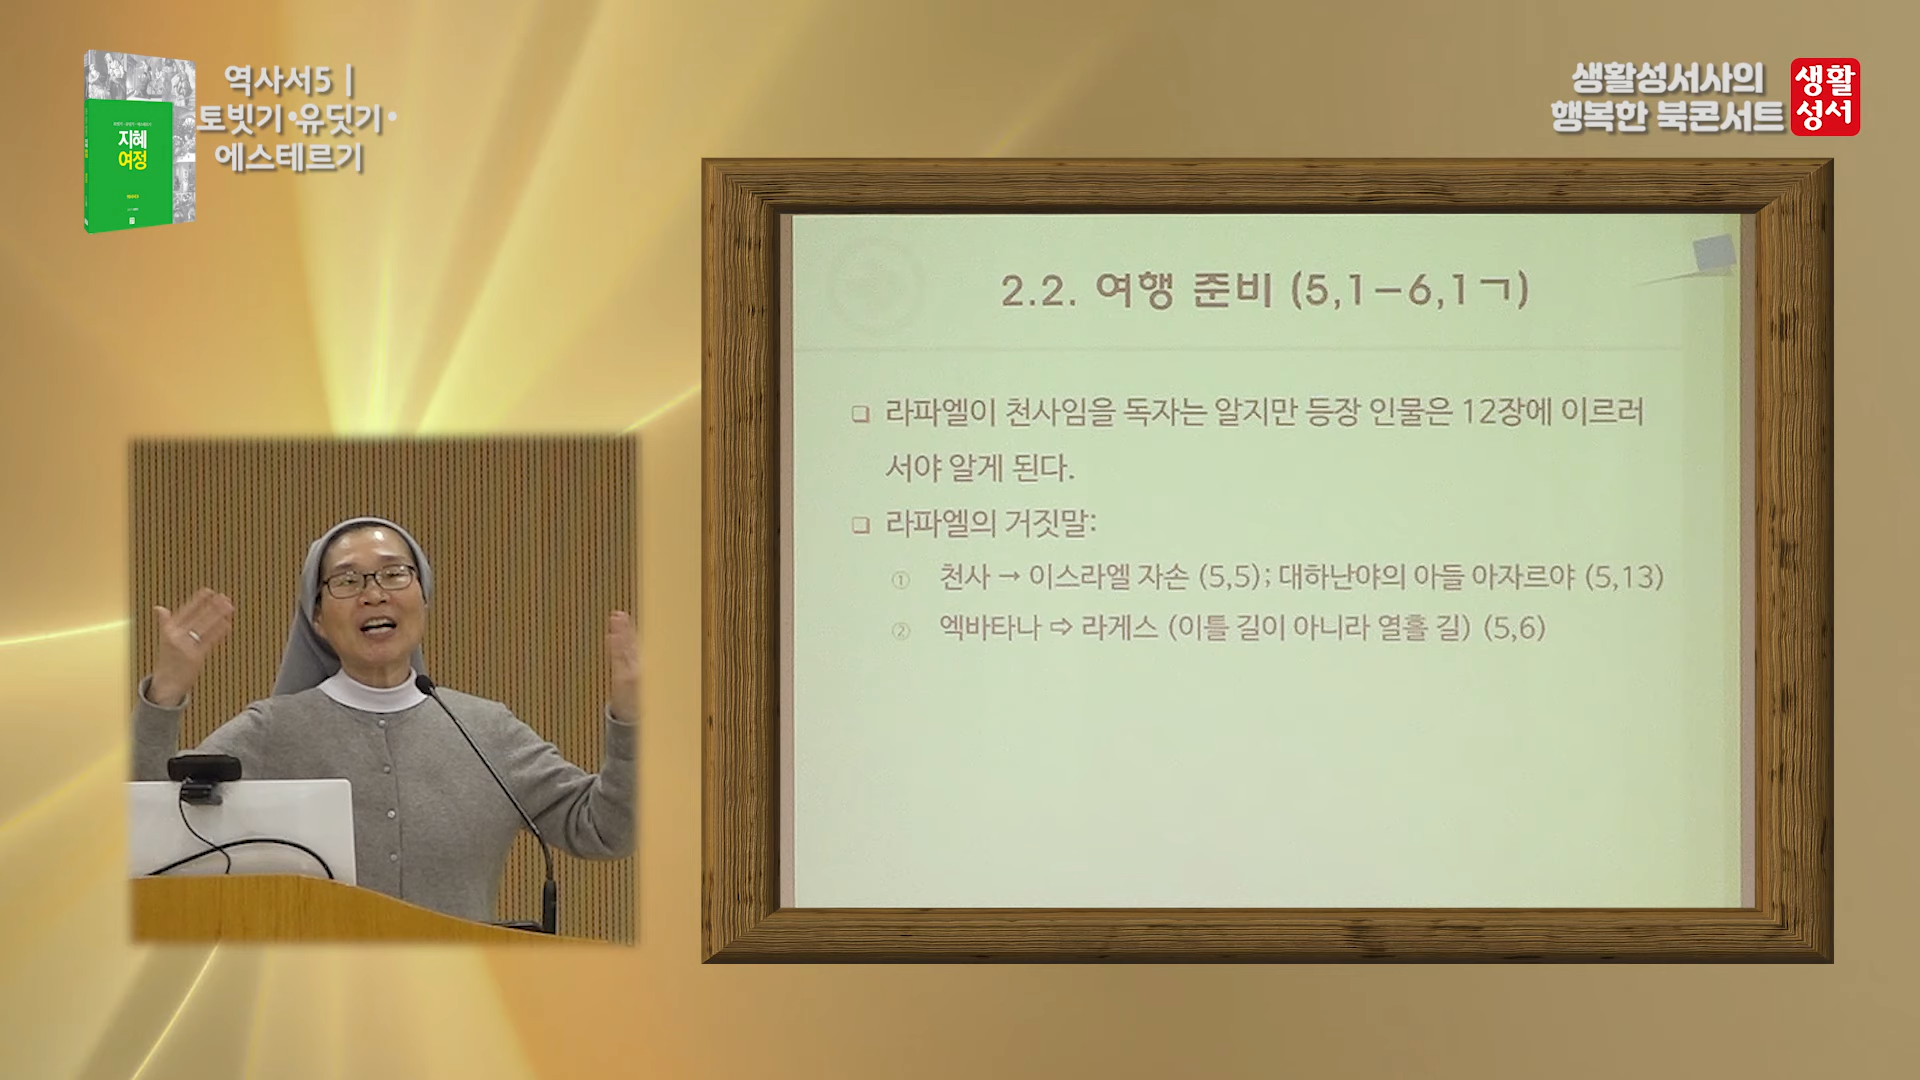 역사서5 |
토빗기·유딧기·
에스테르기
지혜
여정
생활성서사의
행복한 북콘서트
생활
성서
2.2. 여행 준비 (5,1-6,1ㄱ)
❏ 라파엘이 천사임을 독자는 알지만 등장 인물은 12장에 이르러
서야 알게 된다.
❏ 라파엘의 거짓말:
① 천사 → 이스라엘 자손 (5,5); 대하난야의 아들 아자르야 (5,13)
② 엑바타나 ⇨ 라게스 (이틀 길이 아니라 열흘 길) (5,6)